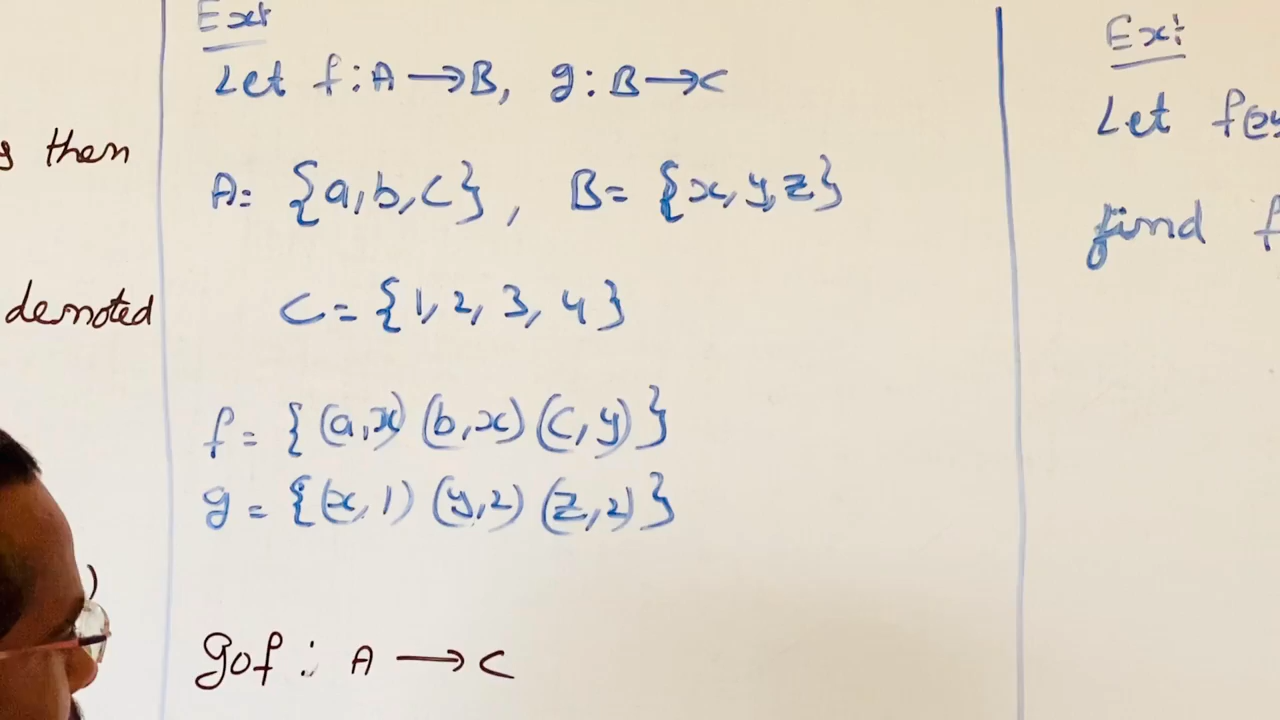 then
denoted
)
Ex:
Let f : A → B, g : B → C
A = {a, b, c}, B = {x, y, z}
C = {1, 2, 3, 4}
f = {(a, x) (b, x) (c, y)}
g = {(x, 1) (y, 2) (z, 2)}
gof : A → C
Ex:
Let
find f